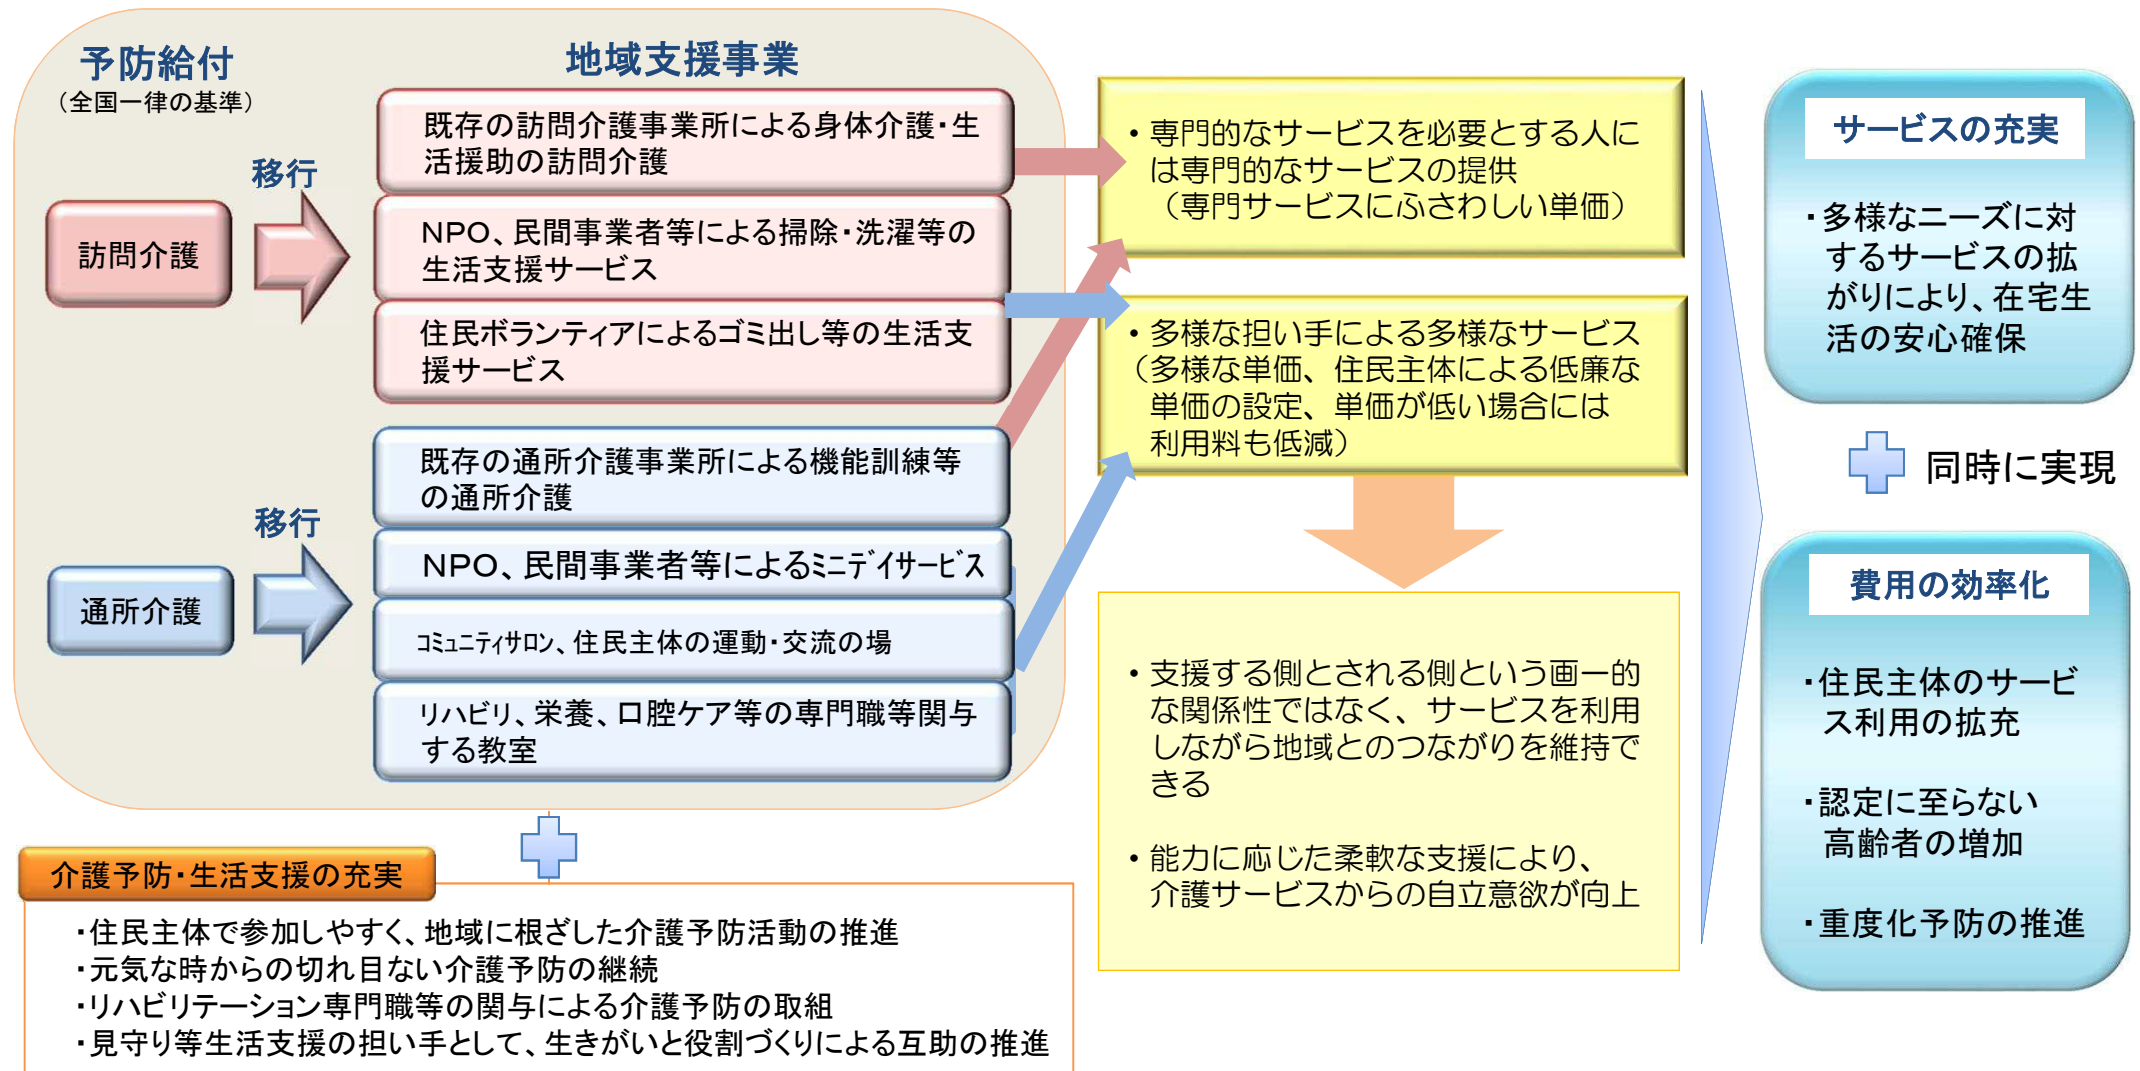 予防給付
（全国一律の基準）
地域支援事業
訪問介護
移行
既存の訪問介護事業所による身体介護・生
活援助の訪問介護
NPO、民間事業者等による掃除・洗濯等の
生活支援サービス
住民ボランティアによるゴミ出し等の生活支
援サービス
通所介護
移行
既存の通所介護事業所による機能訓練等
の通所介護
NPO、民間事業者等によるﾐﾆﾃﾞｲｻｰﾋﾞｽ
ｺﾐｭﾆﾃｨｻﾛﾝ、住民主体の運動・交流の場
リハビリ、栄養、口腔ケア等の専門職等関与
する教室
・専門的なサービスを必要とする人に
は専門的なサービスの提供
（専門サービスにふさわしい単価）
・多様な担い手による多様なサービス
（多様な単価、住民主体による低廉な
単価の設定、単価が低い場合には
利用料も低減）
・支援する側とされる側という画一的
な関係性ではなく、サービスを利用
しながら地域とのつながりを維持で
きる
・能力に応じた柔軟な支援により、
介護サービスからの自立意欲が向上
サービスの充実
・多様なニーズに対
するサービスの拡
がりにより、在宅生
活の安心確保
同時に実現
費用の効率化
・住民主体のサービ
ス利用の拡充
・認定に至らない
高齢者の増加
・重度化予防の推進
介護予防・生活支援の充実
・住民主体で参加しやすく、地域に根ざした介護予防活動の推進
・元気な時からの切れ目ない介護予防の継続
・リハビリテーション専門職等の関与による介護予防の取組
・見守り等生活支援の担い手として、生きがいと役割づくりによる互助の推進